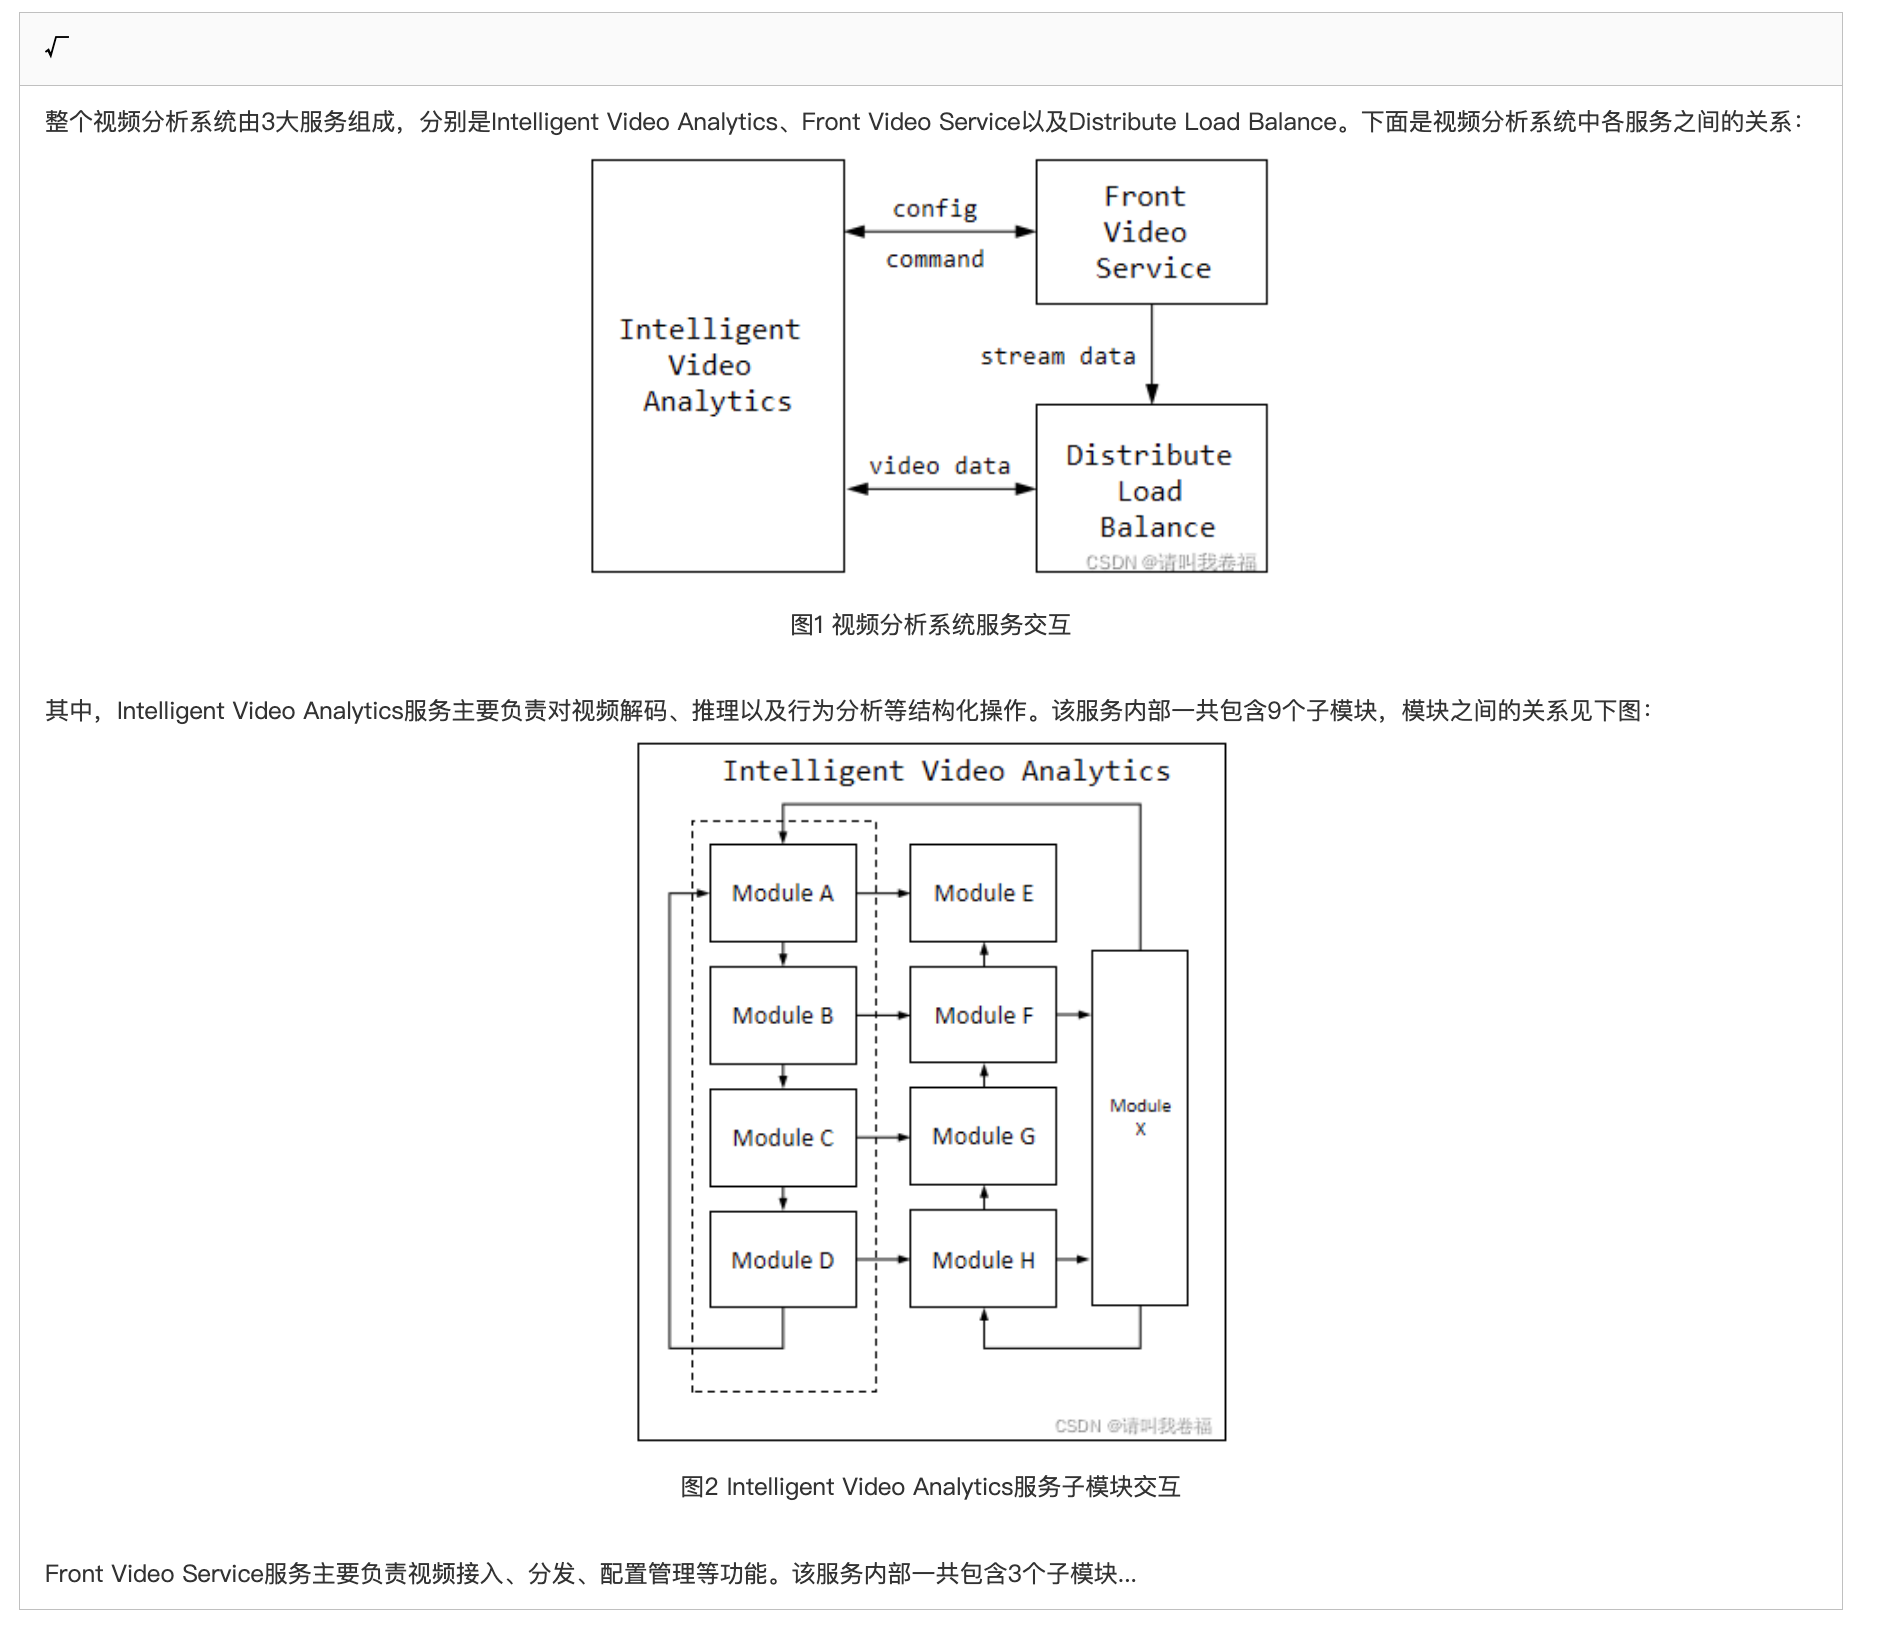 √
整个视频分析系统由3大服务组成，分别是Intelligent Video Analytics、Front Video Service以及Distribute Load Balance。下面是视频分析系统中各服务之间的关系：
Intelligent
Video
Analytics
config
command
Front
Video
Service
stream data
video data
Distribute
Load
Balance
CSDN @请叫我卷福
图1 视频分析系统服务交互
其中，Intelligent Video Analytics服务主要负责对视频解码、推理以及行为分析等结构化操作。该服务内部一共包含9个子模块，模块之间的关系见下图：
Intelligent Video Analytics
Module A
Module E
Module B
Module F
Module C
Module G
Module
X
Module D
Module H
CSDN @请叫我卷福
图2 Intelligent Video Analytics服务子模块交互
Front Video Service服务主要负责视频接入、分发、配置管理等功能。该服务内部一共包含3个子模块...